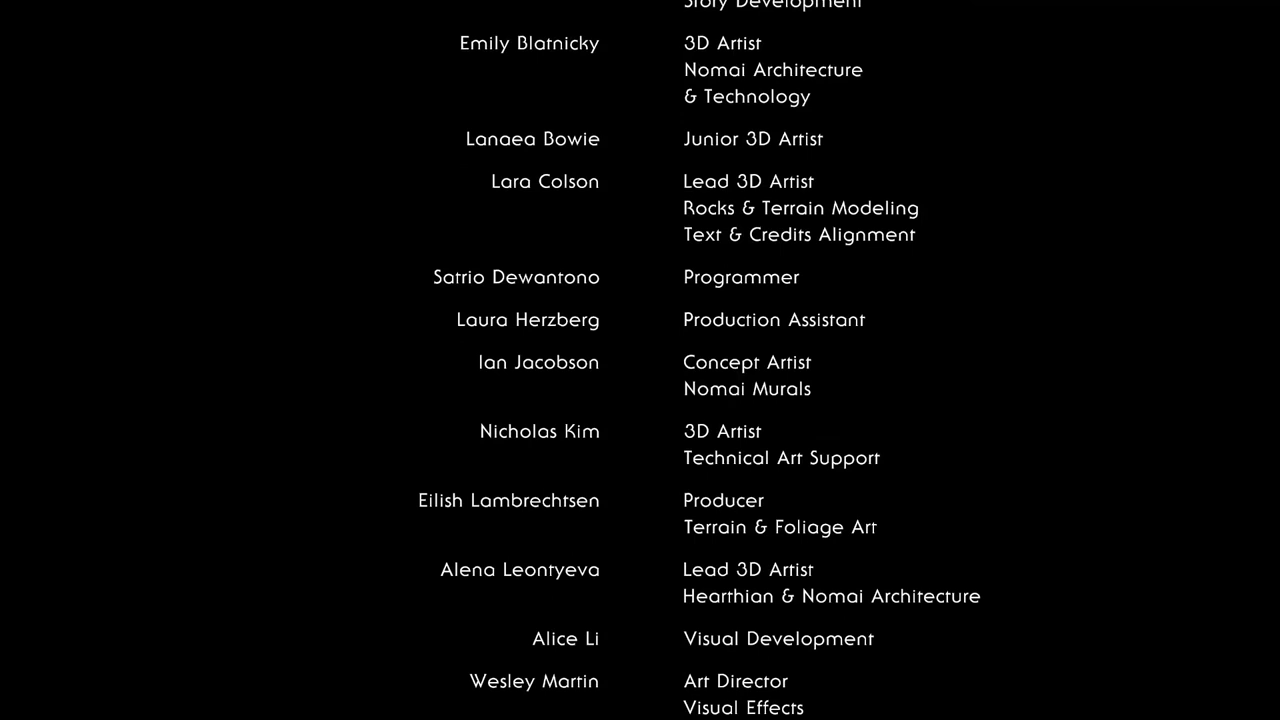 Story Development
Emily Blatnicky 3D Artist
Nomai Architecture
& Technology
Lanaea Bowie Junior 3D Artist
Lara Colson Lead 3D Artist
Rocks & Terrain Modeling
Text & Credits Alignment
Satrio Dewantono Programmer
Laura Herzberg Production Assistant
Ian Jacobson Concept Artist
Nomai Murals
Nicholas Kim 3D Artist
Technical Art Support
Eilish Lambrechtsen Producer
Terrain & Foliage Art
Alena Leontyeva Lead 3D Artist
Hearthian & Nomai Architecture
Alice Li Visual Development
Wesley Martin Art Director
Visual Effects